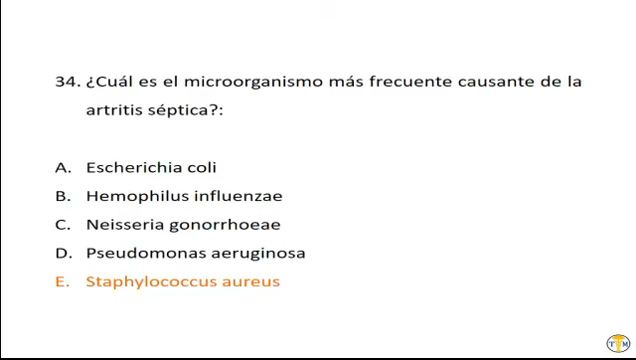 34. ¿Cuál es el microorganismo más frecuente causante de la
artritis séptica?:
A. Escherichia coli
B. Hemophilus influenzae
C. Neisseria gonorrhoeae
D. Pseudomonas aeruginosa
E. Staphylococcus aureus
T M